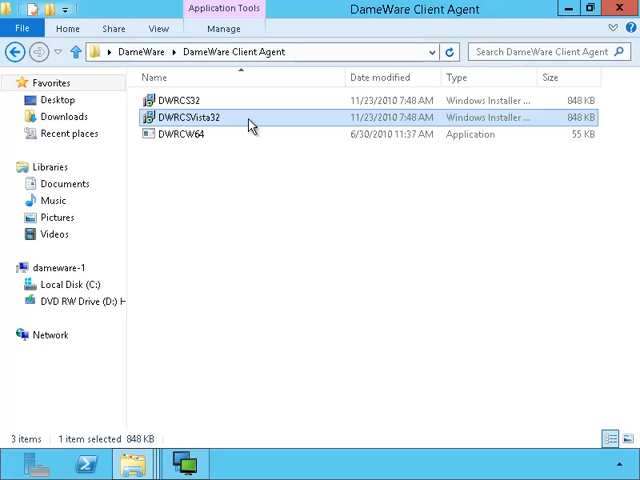 Application Tools
DameWare Client Agent
File Home Share View Manage
DameWare DameWare Client Agent
Search DameWare Client Agent
Name Date modified Type Size
Favorites
Desktop
Downloads
Recent places
Libraries
Documents
Music
Pictures
Videos
dameware-1
Local Disk (C:)
DVD RW Drive (D:) H
Network
DWRCS32 11/23/2010 7:48 AM Windows Installer ... 848 KB
DWRCSVista32 11/23/2010 7:48 AM Windows Installer ... 848 KB
DWRCW64 6/30/2010 11:37 AM Application 55 KB
3 items 1 item selected 848 KB